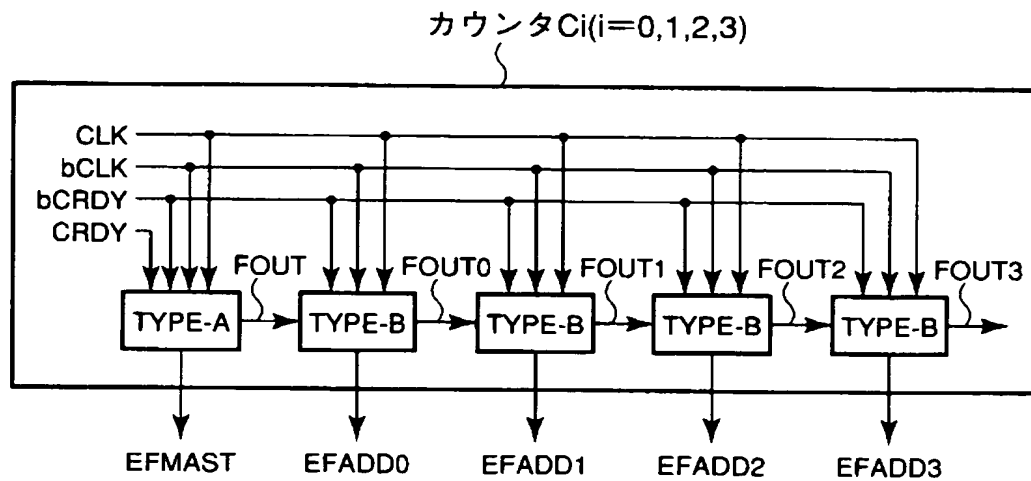 カウンタCi(i=0,1,2,3)
CLK
bCLK
bCRDY
CRDY
FOUT
FOUT0
FOUT1
FOUT2
FOUT3
TYPE-A
TYPE-B
TYPE-B
TYPE-B
TYPE-B
EFMAST
EFADD0
EFADD1
EFADD2
EFADD3